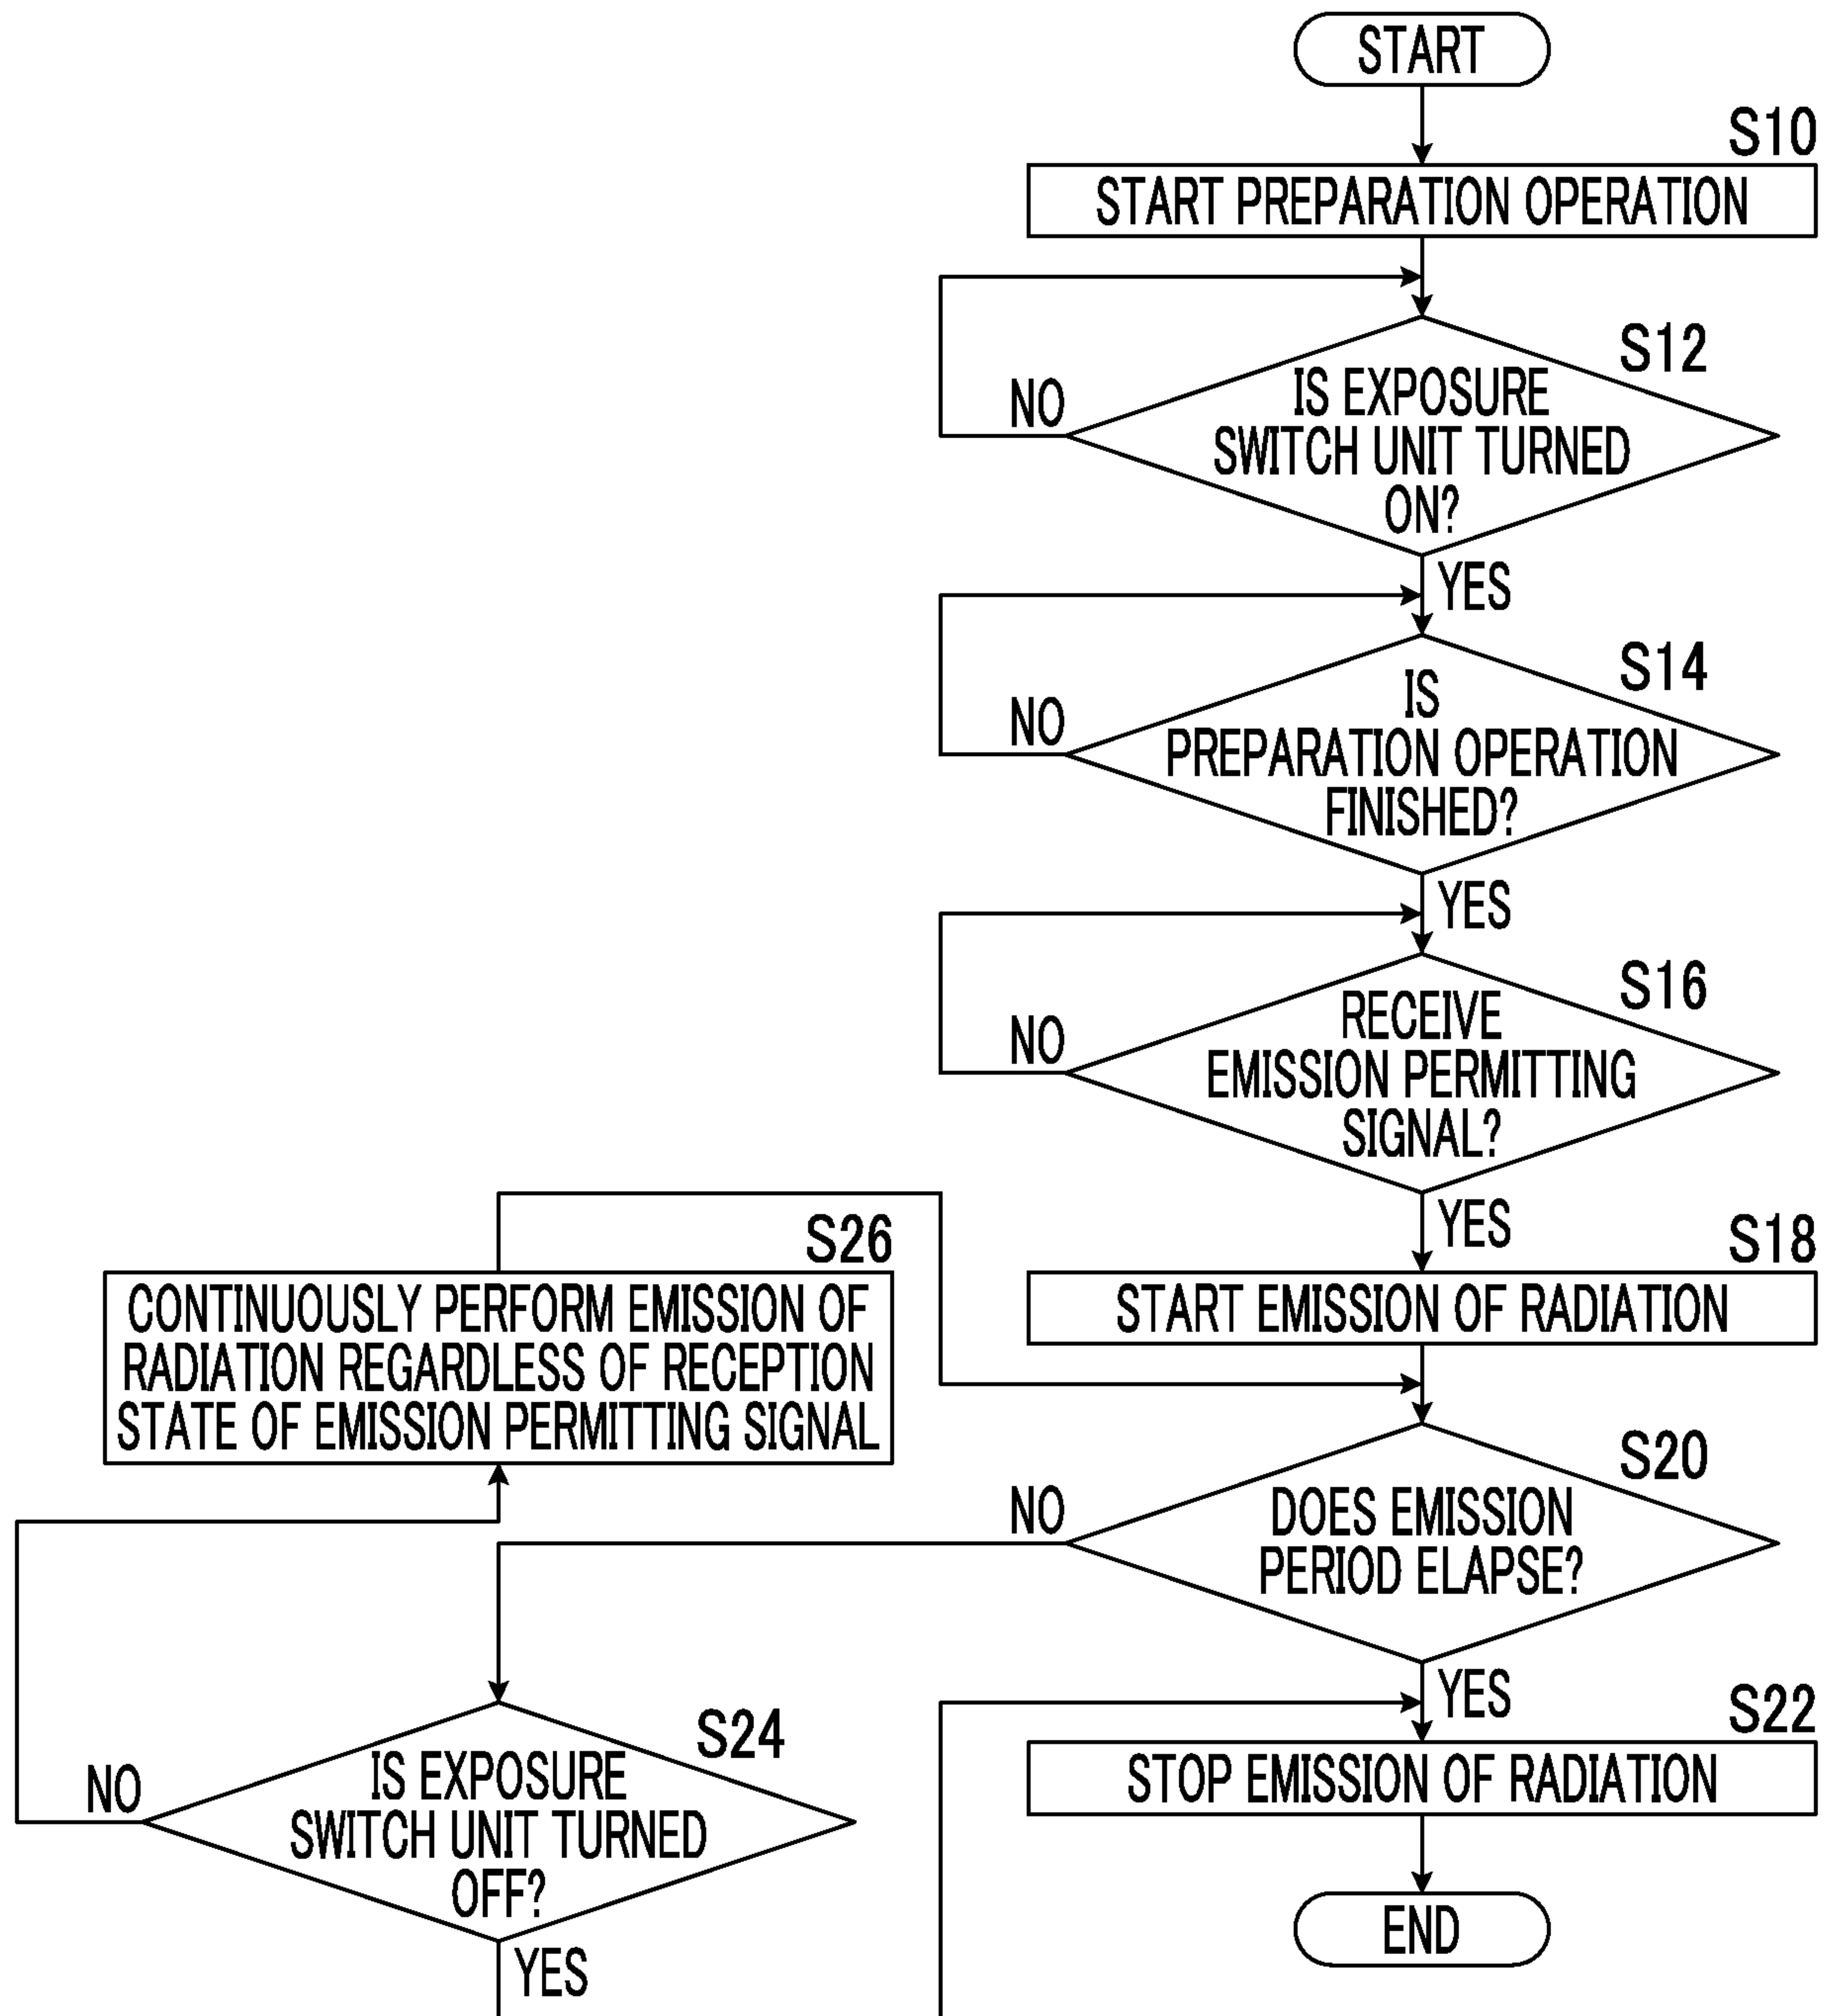 START
S10
START PREPARATION OPERATION
S12
IS EXPOSURE
SWITCH UNIT TURNED
ON?
NO
YES
S14
IS
PREPARATION OPERATION
FINISHED?
NO
YES
S16
RECEIVE
EMISSION PERMITTING
SIGNAL?
NO
YES
S18
START EMISSION OF RADIATION
S26
CONTINUOUSLY PERFORM EMISSION OF
RADIATION REGARDLESS OF RECEPTION
STATE OF EMISSION PERMITTING SIGNAL
S20
DOES EMISSION
PERIOD ELAPSE?
NO
YES
S22
STOP EMISSION OF RADIATION
S24
IS EXPOSURE
SWITCH UNIT TURNED
OFF?
NO
YES
END